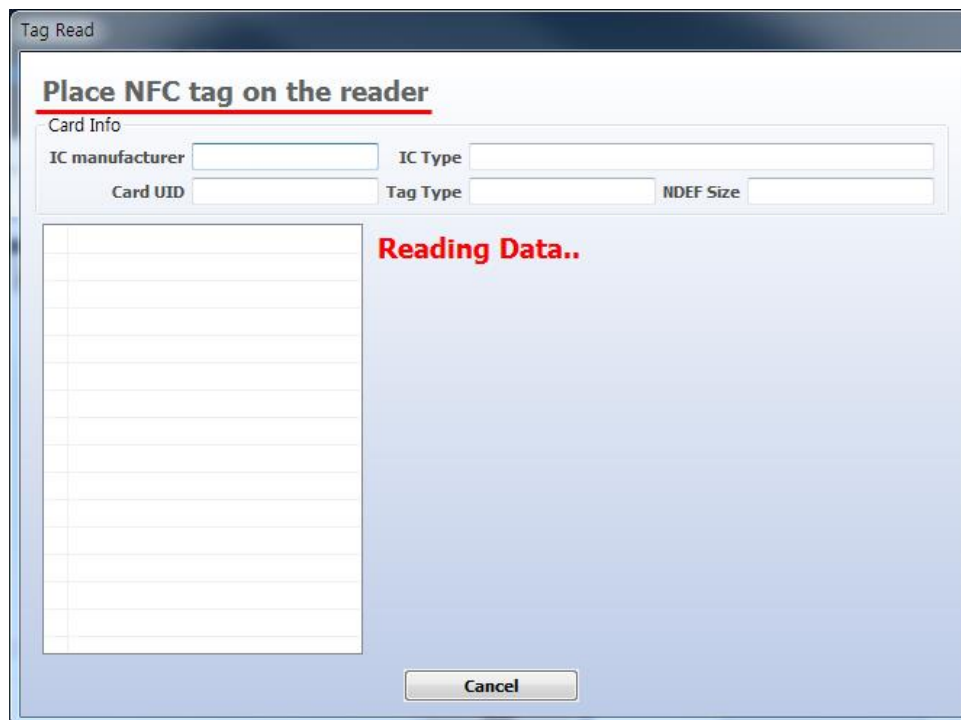 Tag Read
Place NFC tag on the reader
Card Info
IC manufacturer IC Type
Card UID Tag Type NDEF Size
Reading Data..
Cancel